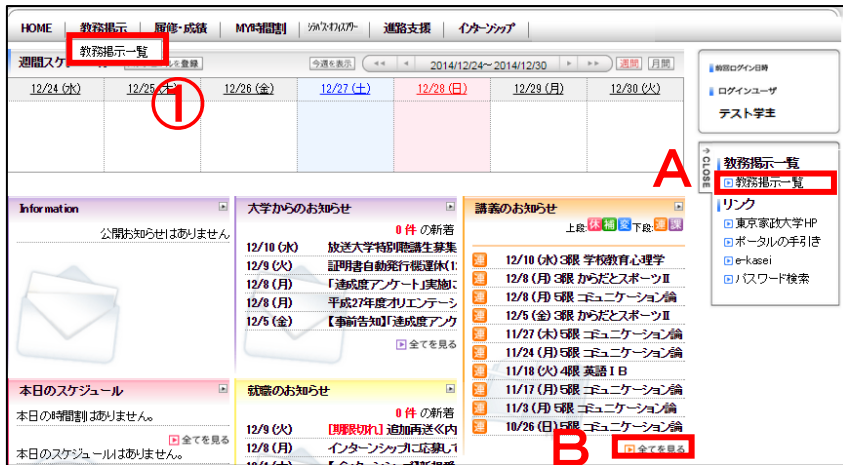 HOME 教務掲示 履修・成績 MY時間割 ｼﾗﾊﾞｽ･ｵﾌｨｽｱﾜｰ 進路支援 インターンシップ
教務掲示一覧
週間スケ ールを登録 今週を表示 2014/12/24～2014/12/30 週間 月間
12/24 (水) 12/25 (木) 12/26 (金) 12/27 (土) 12/28 (日) 12/29 (月) 12/30 (火)
①
前回ログイン日時
ログインユーザ
テスト学生
A
→CLOSE
教務掲示一覧
教務掲示一覧
リンク
東京家政大学HP
ポータルの手引き
e-kasei
パスワード検索
Information
公開お知らせはありません
大学からのお知らせ
0 件 の新着
12/10 (水) 放送大学特別聴講生募集
12/9 (火) 証明書自動発行機運休(1:
12/8 (月) 「達成度アンケート」実施に
12/8 (月) 平成27年度オリエンテーシ
12/5 (金) 【事前告知】「達成度アンケ
全てを見る
講義のお知らせ
上段:休補変 下段:連課
連 12/10 (水) 3限 学校教育心理学
連 12/8 (月) 3限 からだとスポーツⅡ
連 12/8 (月) 5限 コミュニケーション論
連 12/5 (金) 3限 からだとスポーツⅡ
連 11/27 (木) 5限 コミュニケーション論
連 11/24 (月) 5限 コミュニケーション論
連 11/18 (火) 4限 英語ⅠB
連 11/17 (月) 5限 コミュニケーション論
連 11/3 (月) 5限 コミュニケーション論
連 10/26 (日) 5限 コミュニケーション論
B
全てを見る
本日のスケジュール
本日の時間割はありません。
全てを見る
本日のスケジュールはありません。
就職のお知らせ
0 件 の新着
12/9 (火) [期限切れ] 追加再送≪内
12/8 (月) インターンシップに応募して